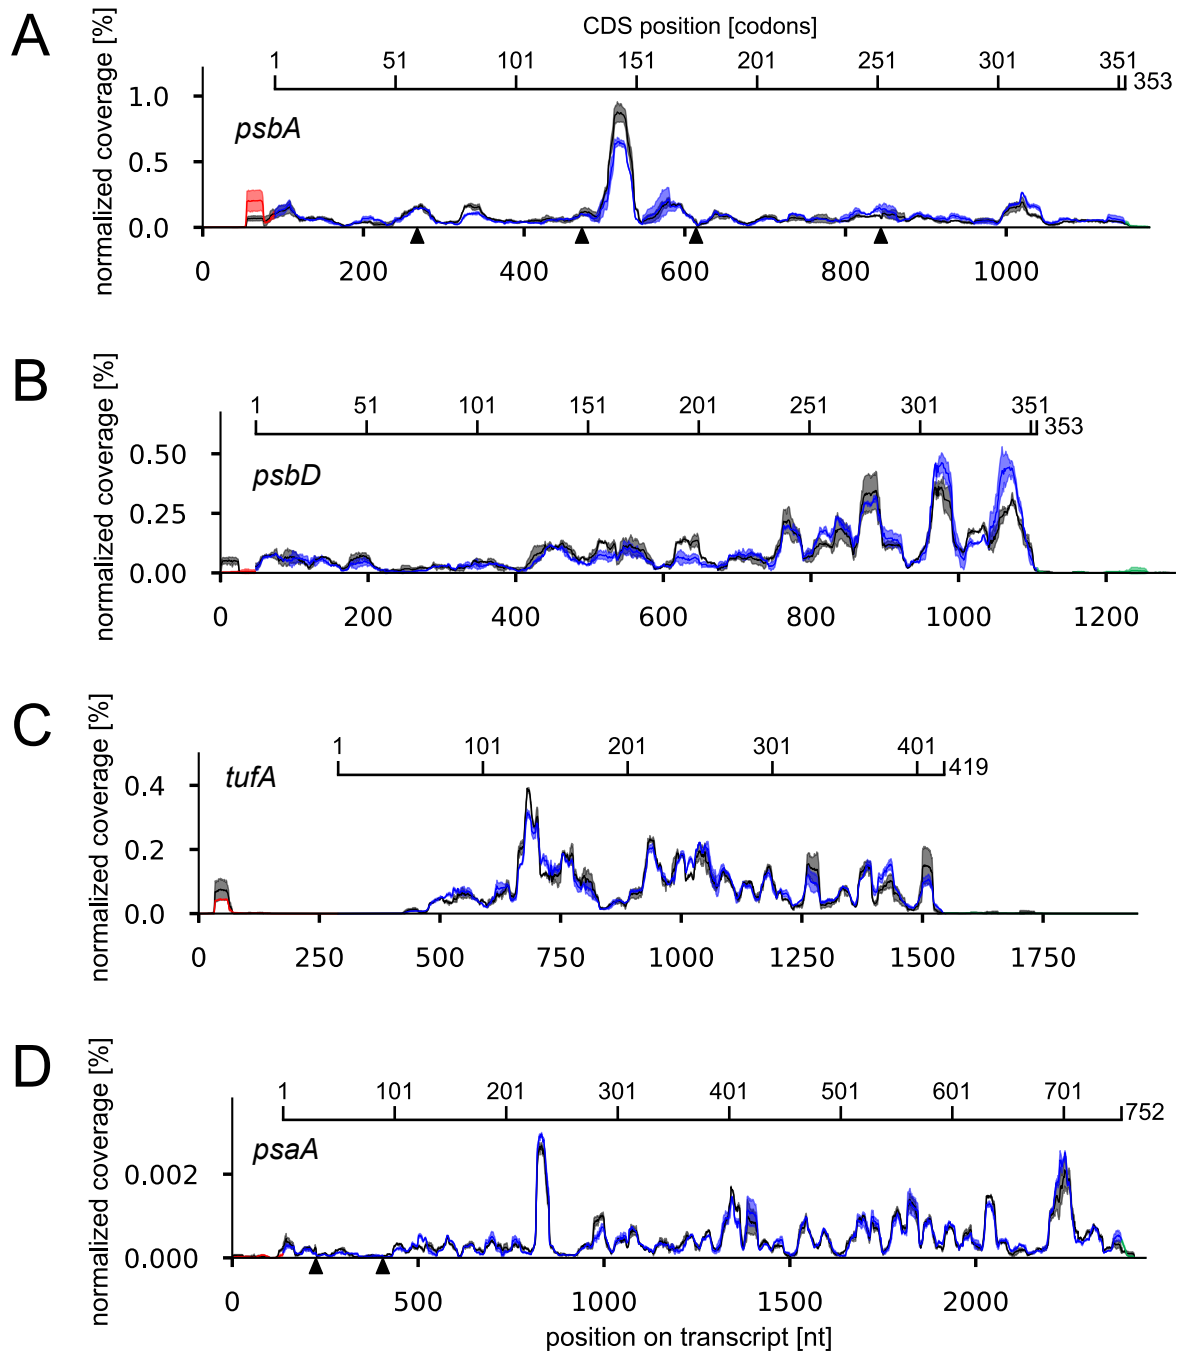 A
CDS position [codons]
1 51 101 151 201 251 301 351 353
normalized coverage [%]
1.0
0.5
0.0
psbA
0 200 400 600 800 1000
B
1 51 101 151 201 251 301 351 353
normalized coverage [%]
0.50
0.25
0.00
psbD
0 200 400 600 800 1000 1200
C
1 101 201 301 401 419
normalized coverage [%]
0.4
0.2
0.0
tufA
0 250 500 750 1000 1250 1500 1750
D
1 101 201 301 401 501 601 701 752
normalized coverage [%]
0.002
0.000
psaA
0 500 1000 1500 2000
position on transcript [nt]